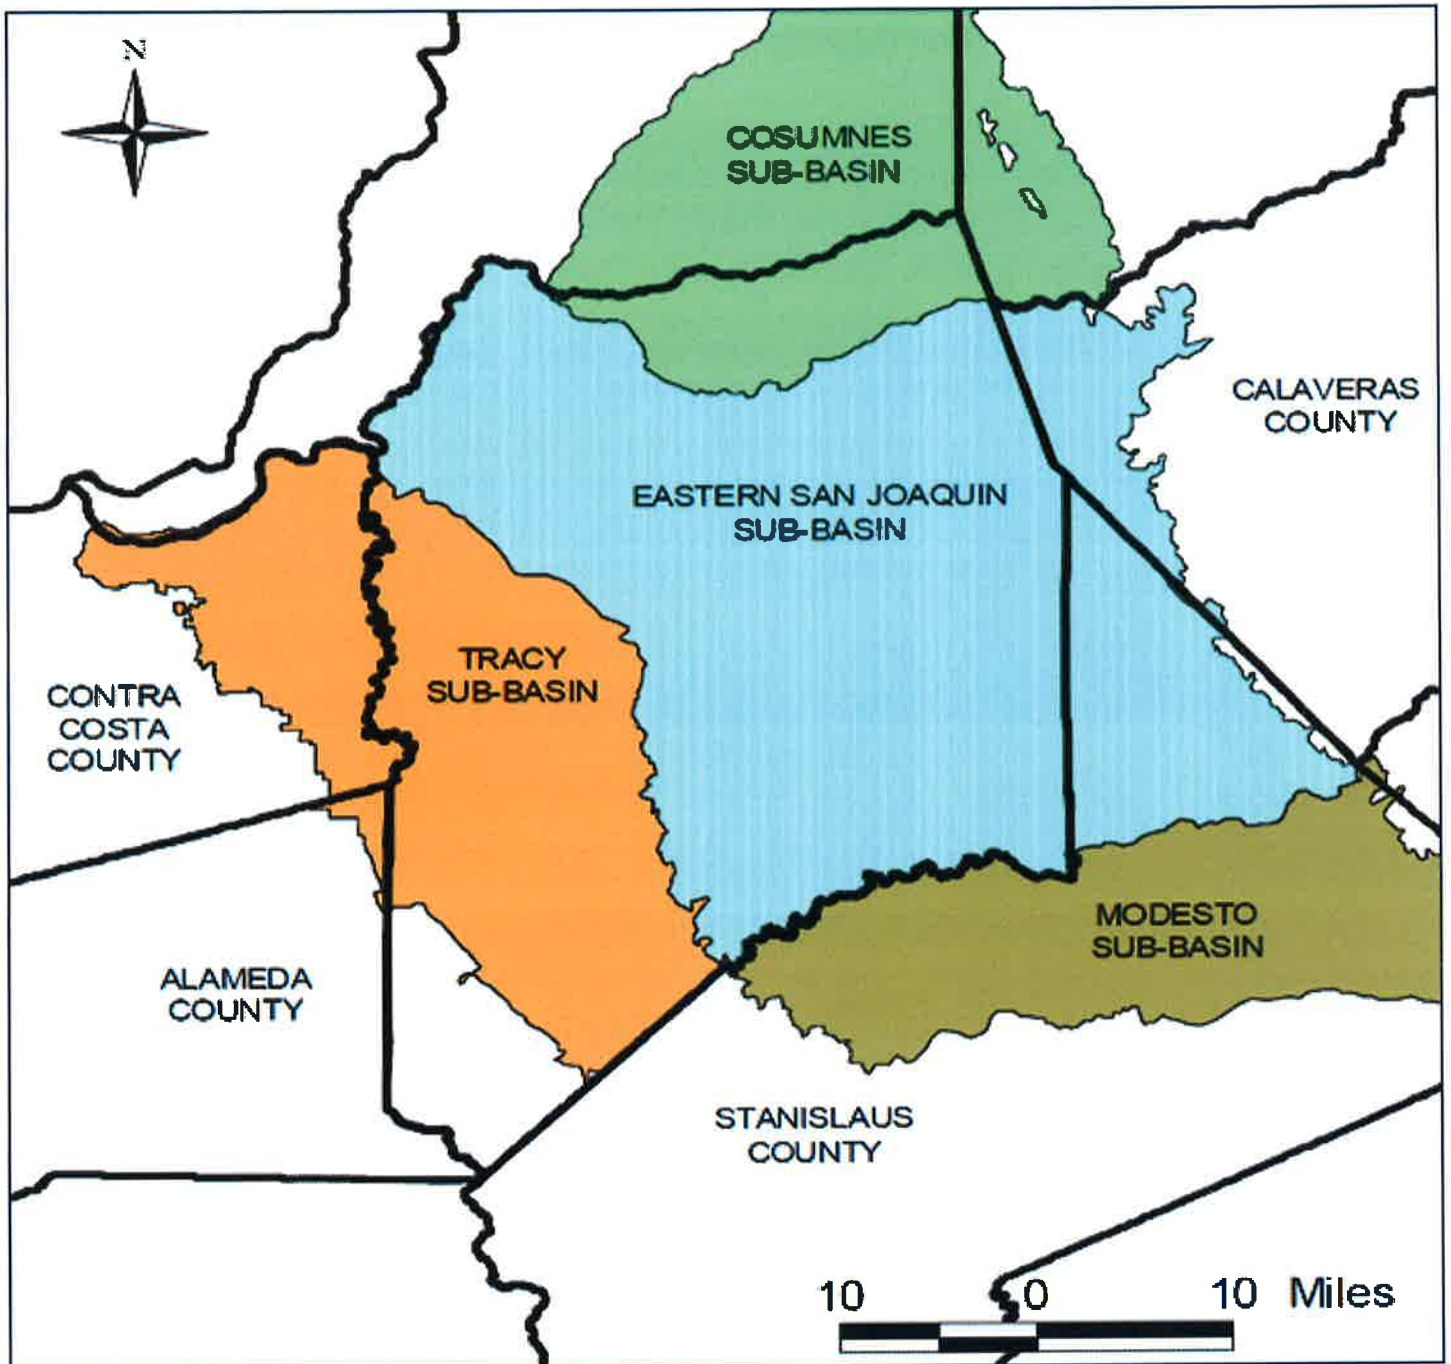 N
COSUMNES
SUB-BASIN
CALAVERAS
COUNTY
EASTERN SAN JOAQUIN
SUB-BASIN
TRACY
SUB-BASIN
CONTRA
COSTA
COUNTY
MODESTO
SUB-BASIN
ALAMEDA
COUNTY
STANISLAUS
COUNTY
10 0 10 Miles